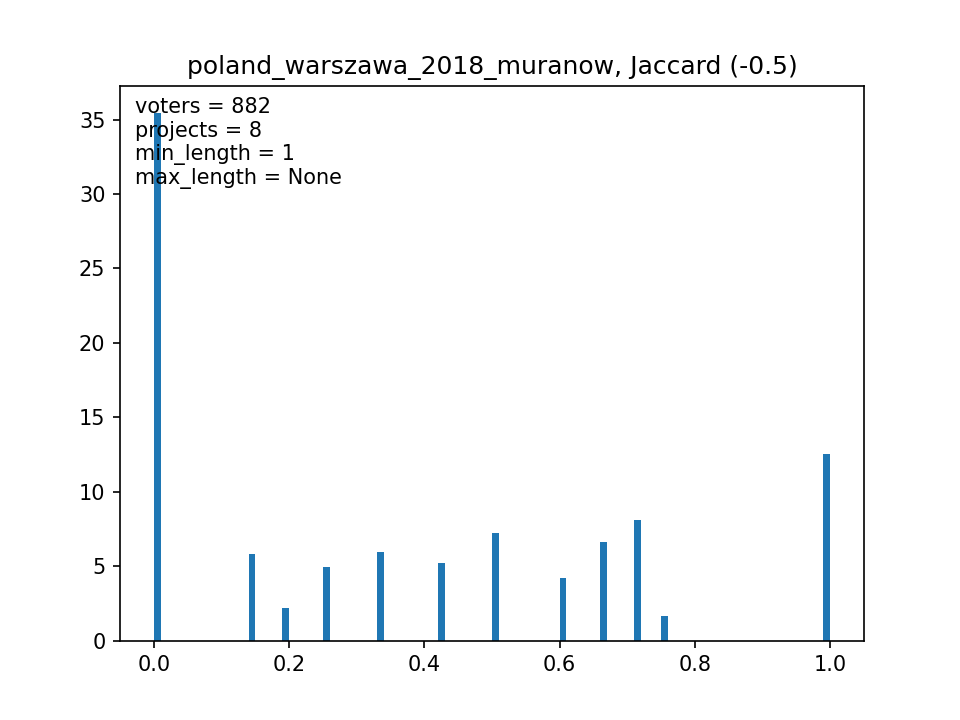 poland_warszawa_2018_muranow, Jaccard (-0.5)
voters = 882
projects = 8
min_length = 1
max_length = None
35
30
25
20
15
10
5
0
0.0 0.2 0.4 0.6 0.8 1.0